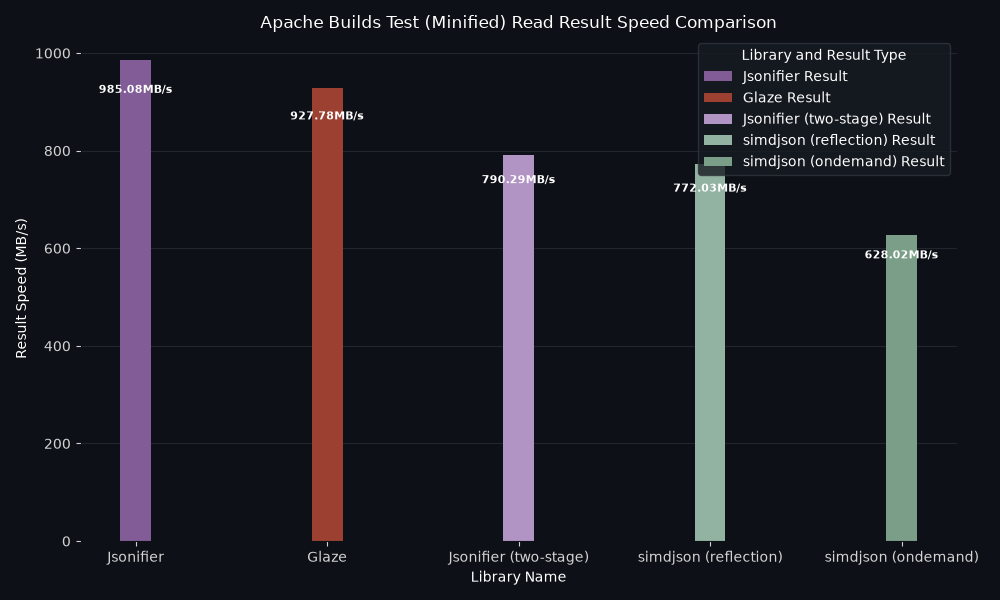 Apache Builds Test (Minified) Read Result Speed Comparison
Library and Result Type
Jsonifier Result
Glaze Result
Jsonifier (two-stage) Result
simdjson (reflection) Result
simdjson (ondemand) Result
1000
800
600
400
200
0
Result Speed (MB/s)
985.08MB/s
927.78MB/s
790.29MB/s
772.03MB/s
628.02MB/s
Jsonifier
Glaze
Jsonifier (two-stage)
simdjson (reflection)
simdjson (ondemand)
Library Name